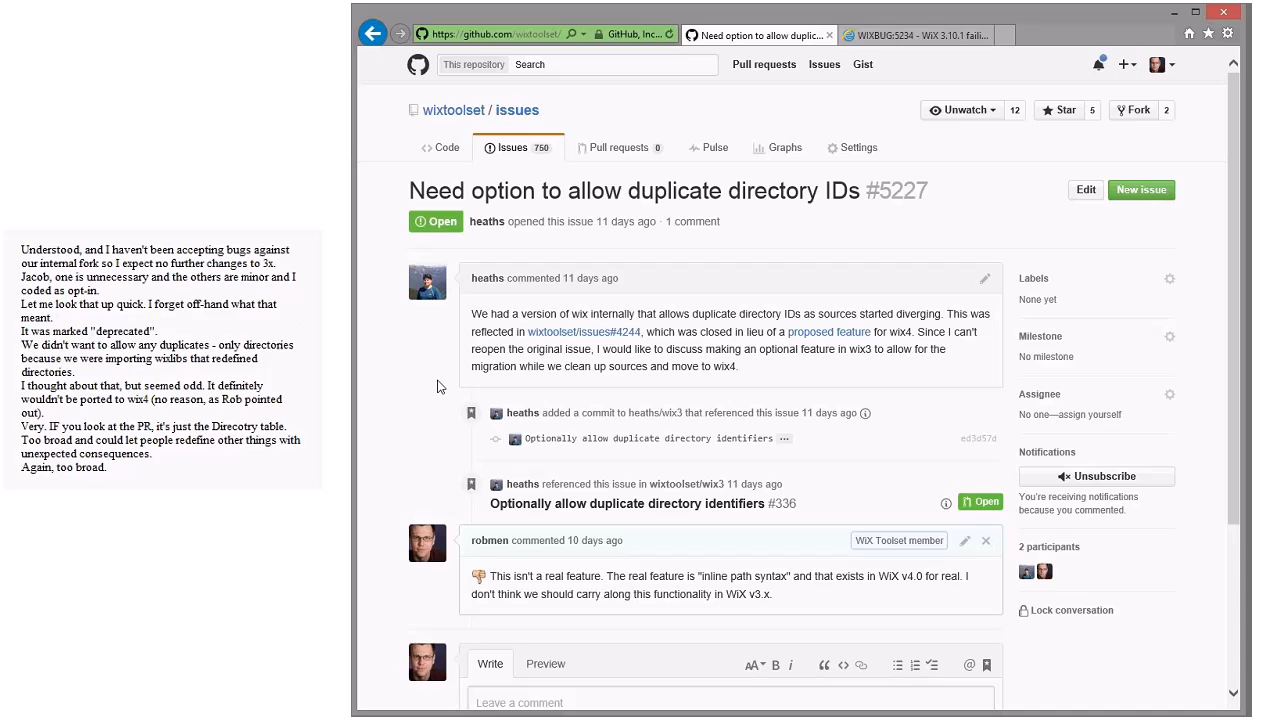 Understood, and I haven't been accepting bugs against
our internal fork so I expect no further changes to 3x.
Jacob, one is unnecessary and the others are minor and I
coded as opt-in.
Let me look that up quick. I forget off-hand what that
meant.
It was marked "deprecated".
We didn't want to allow any duplicates - only directories
because we were importing wixlibs that redefined
directories.
I thought about that, but seemed odd. It definitely
wouldn't be ported to wix4 (no reason, as Rob pointed
out).
Very. IF you look at the PR, it's just the Direcotry table.
Too broad and could let people redefine other things with
unexpected consequences.
Again, too broad.
https://github.com/wixtoolset/ GitHub, Inc...
Need option to allow duplic...
WIXBUG:5234 - WiX 3.10.1 faili...
This repository Search
Pull requests Issues Gist
wixtoolset / issues
Unwatch 12 Star 5 Fork 2
Code Issues 750 Pull requests 0 Pulse Graphs Settings
Need option to allow duplicate directory IDs #5227
Edit New issue
Open heaths opened this issue 11 days ago · 1 comment
heaths commented 11 days ago
We had a version of wix internally that allows duplicate directory IDs as sources started diverging. This was
reflected in wixtoolset/issues#4244, which was closed in lieu of a proposed feature for wix4. Since I can't
reopen the original issue, I would like to discuss making an optional feature in wix3 to allow for the
migration while we clean up sources and move to wix4.
heaths added a commit to heaths/wix3 that referenced this issue 11 days ago
Optionally allow duplicate directory identifiers ... ed3d57d
heaths referenced this issue in wixtoolset/wix3 11 days ago
Optionally allow duplicate directory identifiers #336 Open
robmen commented 10 days ago WiX Toolset member
This isn't a real feature. The real feature is "inline path syntax" and that exists in WiX v4.0 for real. I
don't think we should carry along this functionality in WiX v3.x.
Write Preview
AA B i @
Leave a comment
Labels
None yet
Milestone
No milestone
Assignee
No one—assign yourself
Notifications
Unsubscribe
You're receiving notifications
because you commented.
2 participants
Lock conversation